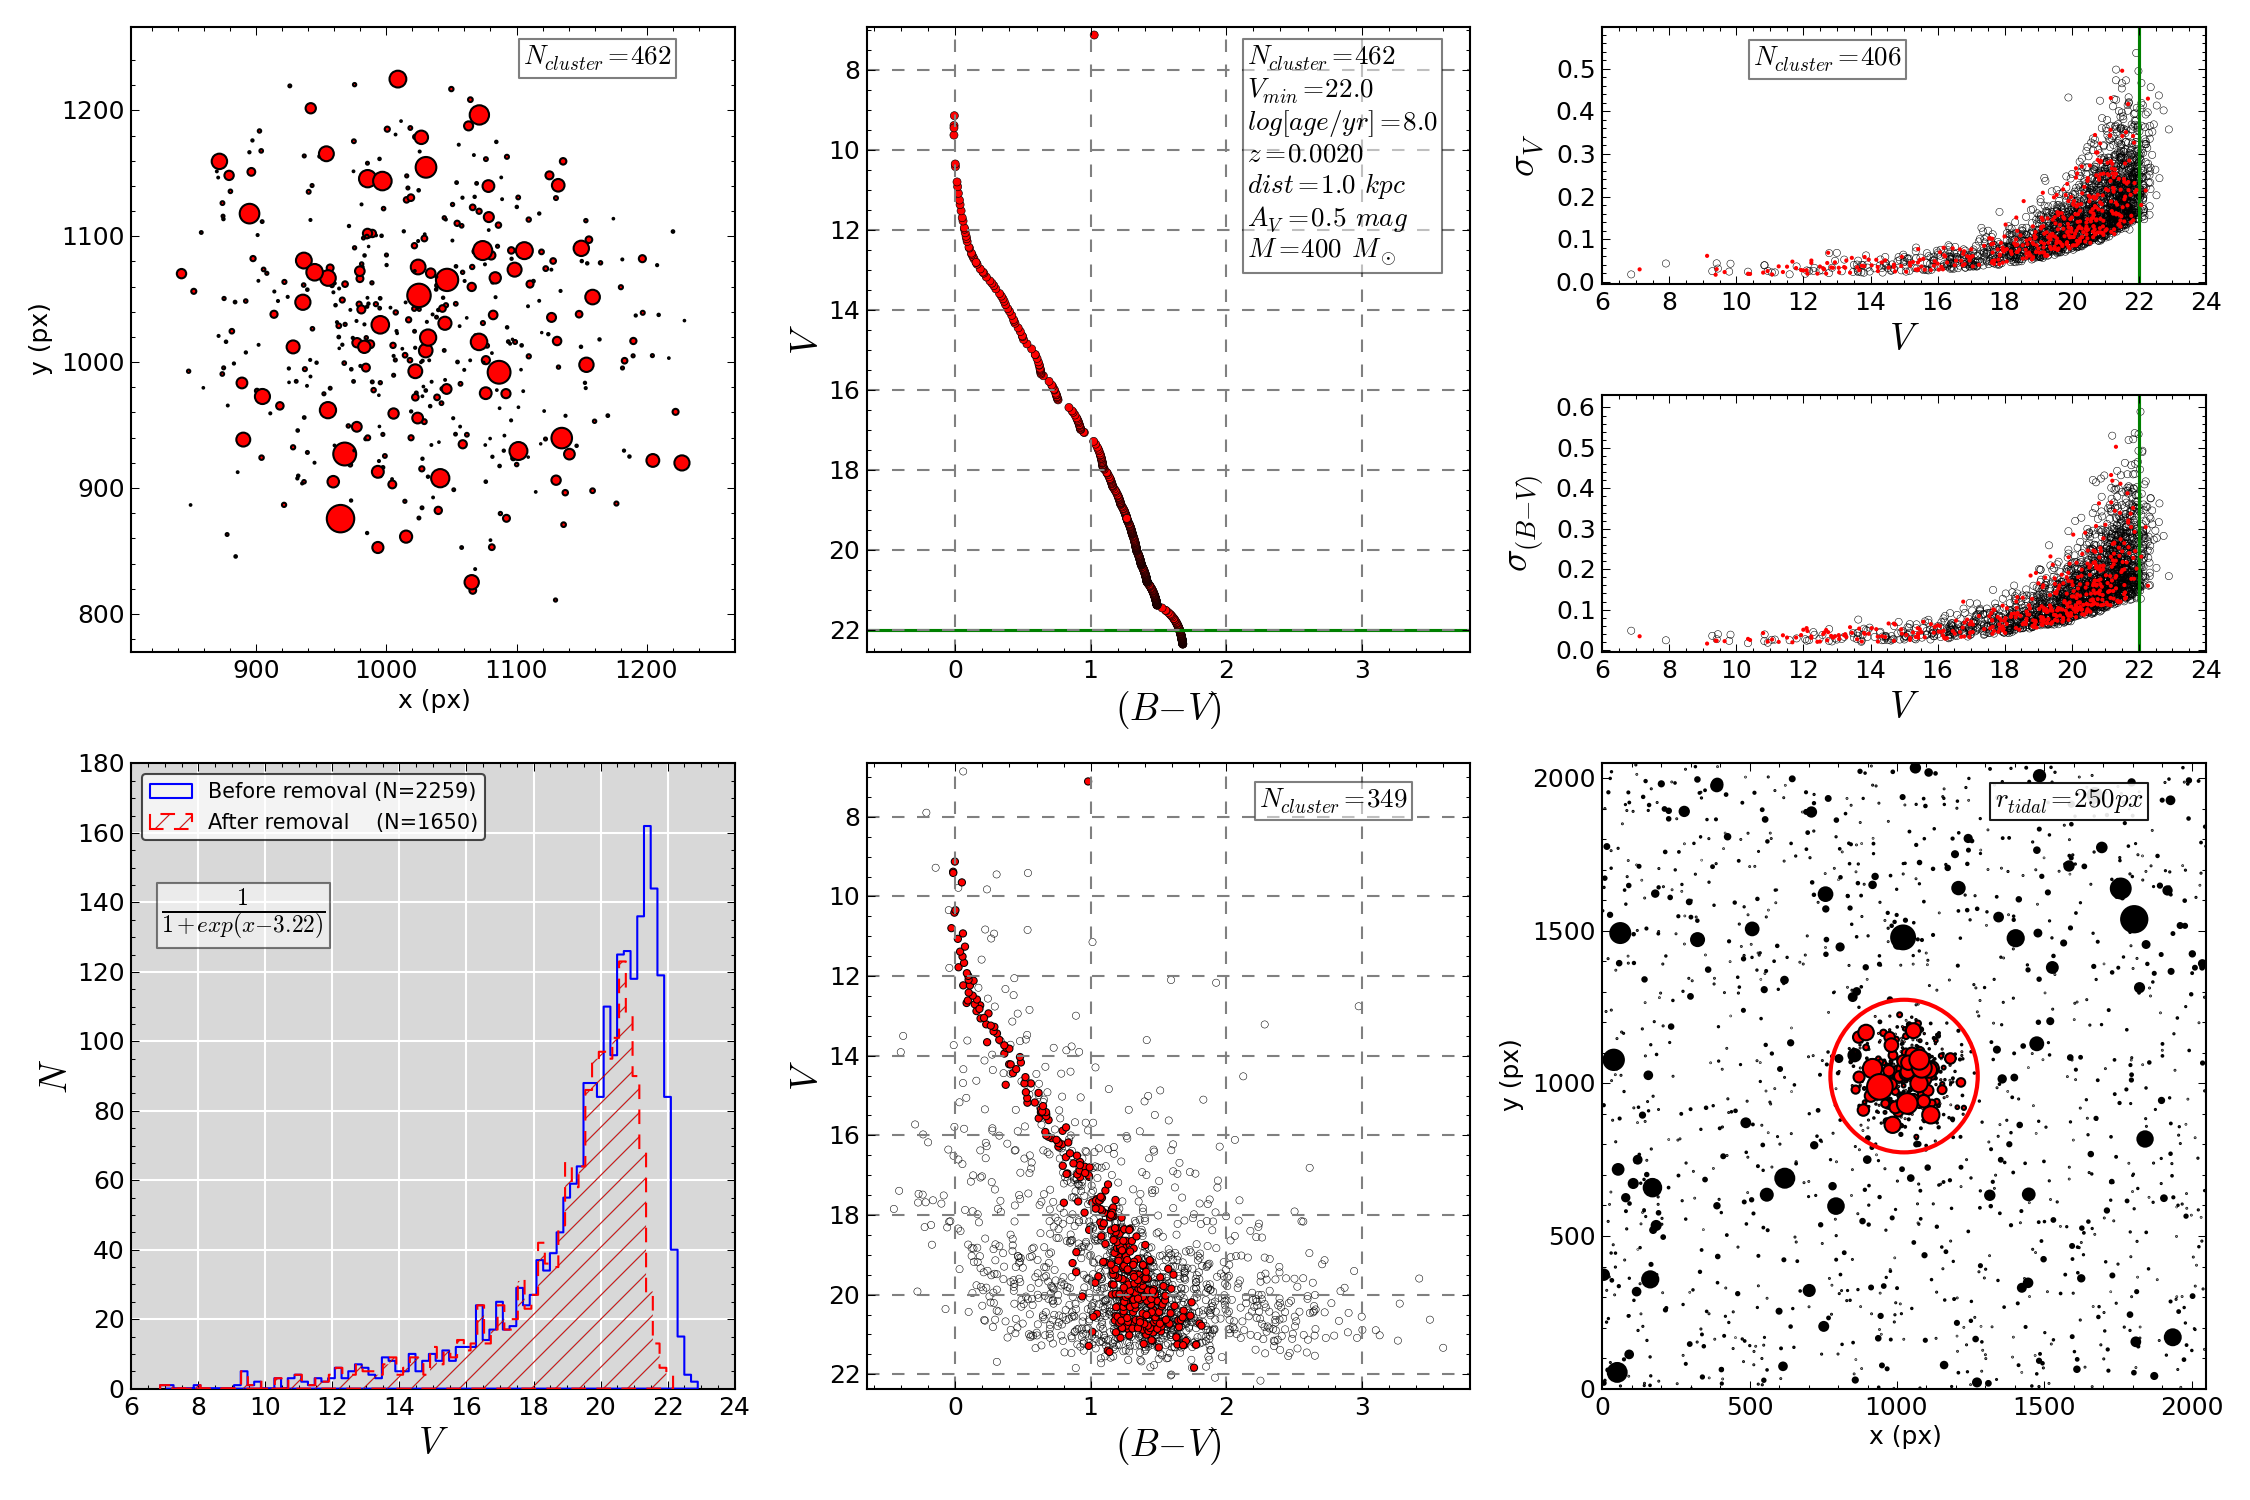 N_cluster=462
1200
1100
1000
900
800
y (px)
900 1000 1100 1200
x (px)
N_cluster=462
V_min=22.0
log[age/yr]=8.0
z=0.0020
dist=1.0 kpc
A_V=0.5 mag
M=400 M_⊙
8
10
12
14
16
18
20
22
V
0 1 2 3
(B−V)
N_cluster=406
0.5
0.4
0.3
0.2
0.1
0.0
σ_V
6 8 10 12 14 16 18 20 22 24
V
0.6
0.5
0.4
0.3
0.2
0.1
0.0
σ_(B−V)
6 8 10 12 14 16 18 20 22 24
V
Before removal (N=2259)
After removal (N=1650)
1
1+exp(x−3.22)
180
160
140
120
100
80
60
40
20
0
N
6 8 10 12 14 16 18 20 22 24
V
N_cluster=349
8
10
12
14
16
18
20
22
V
0 1 2 3
(B−V)
r_tidal=250px
2000
1500
1000
500
0
y (px)
0 500 1000 1500 2000
x (px)